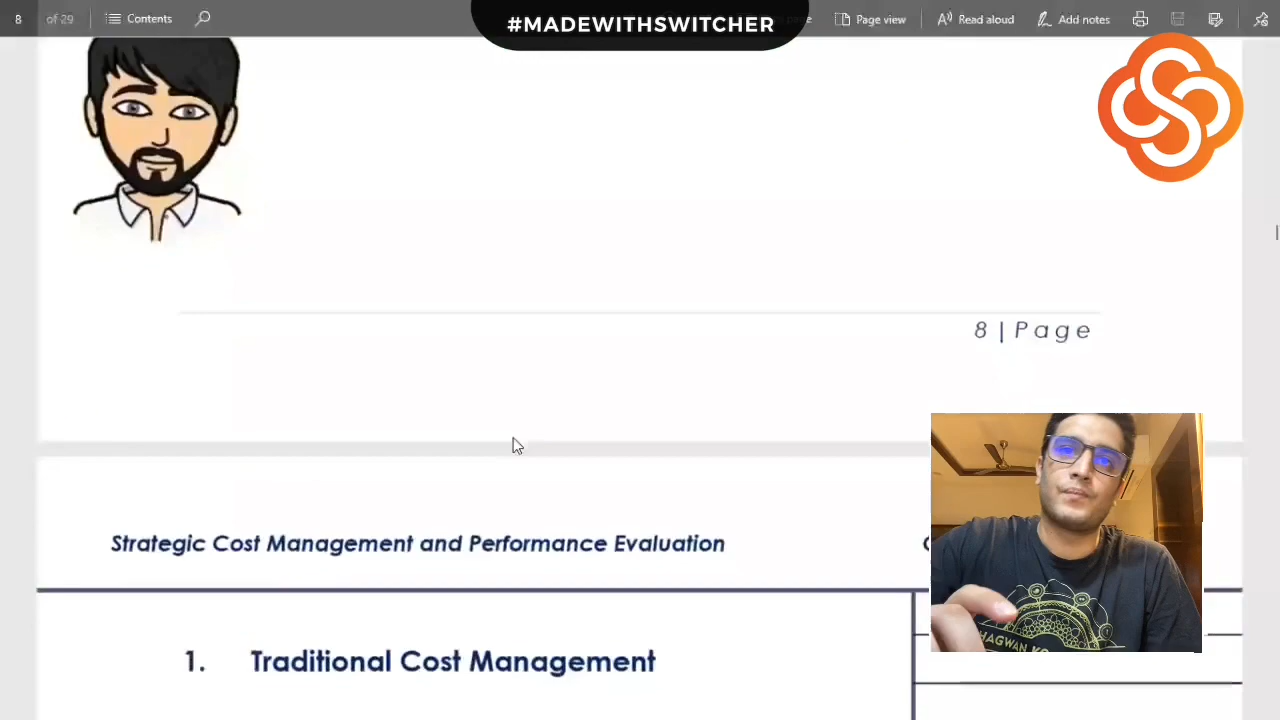 8 of 29 Contents
#MADEWITHSWITCHER
Page view Read aloud Add notes
8 | Page
Strategic Cost Management and Performance Evaluation
1. Traditional Cost Management
HAGWAN